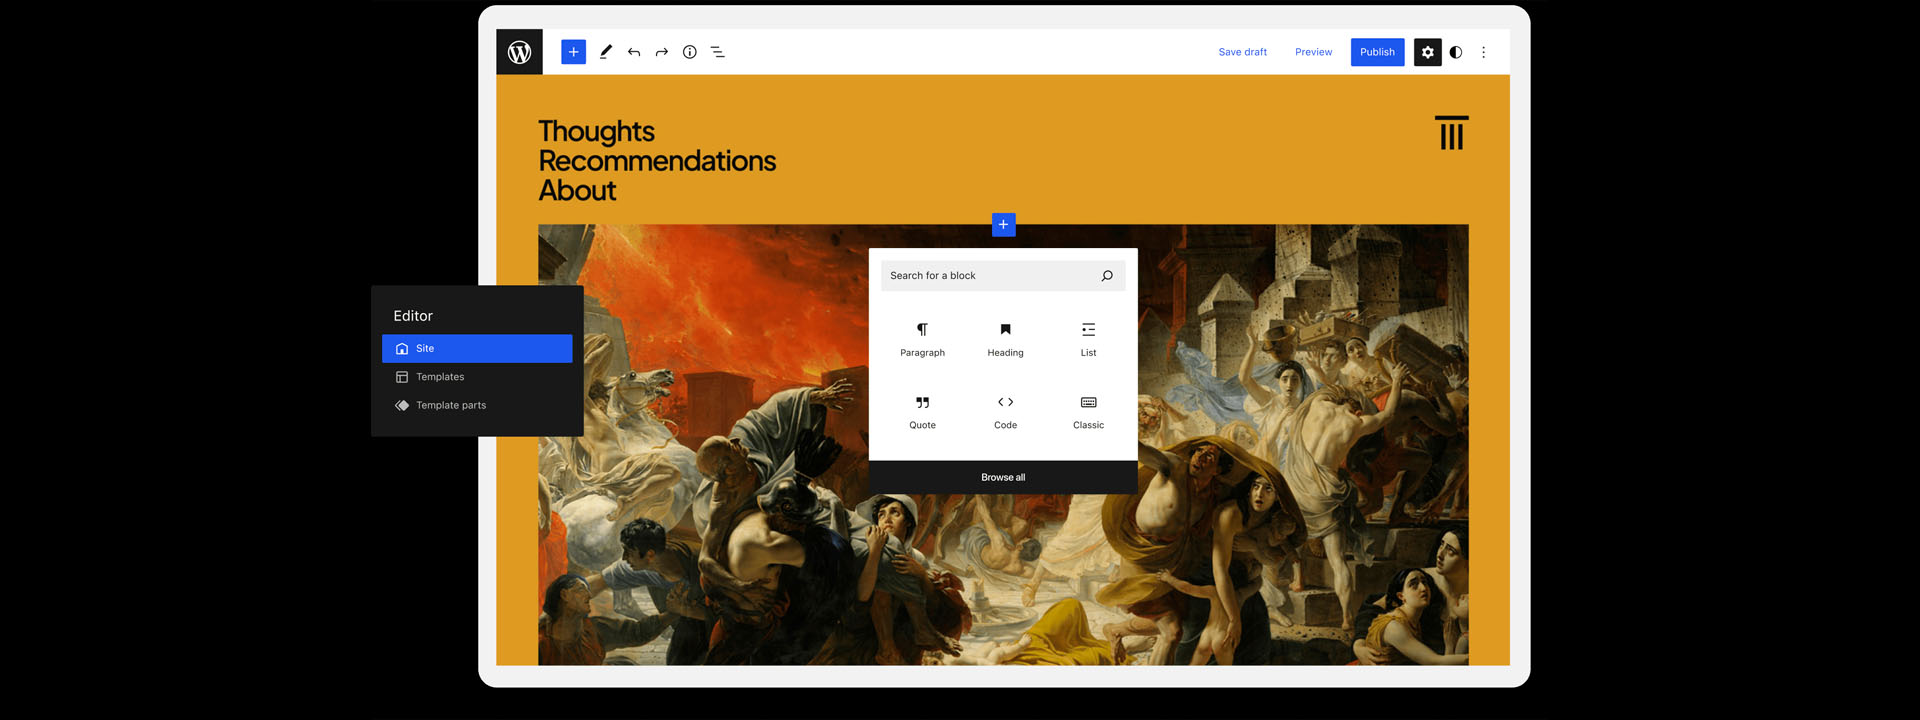 Save draft
Preview
Publish
Thoughts
Recommendations
About
Search for a block
Paragraph
Heading
List
Quote
Code
Classic
Browse all
Editor
Site
Templates
Template parts